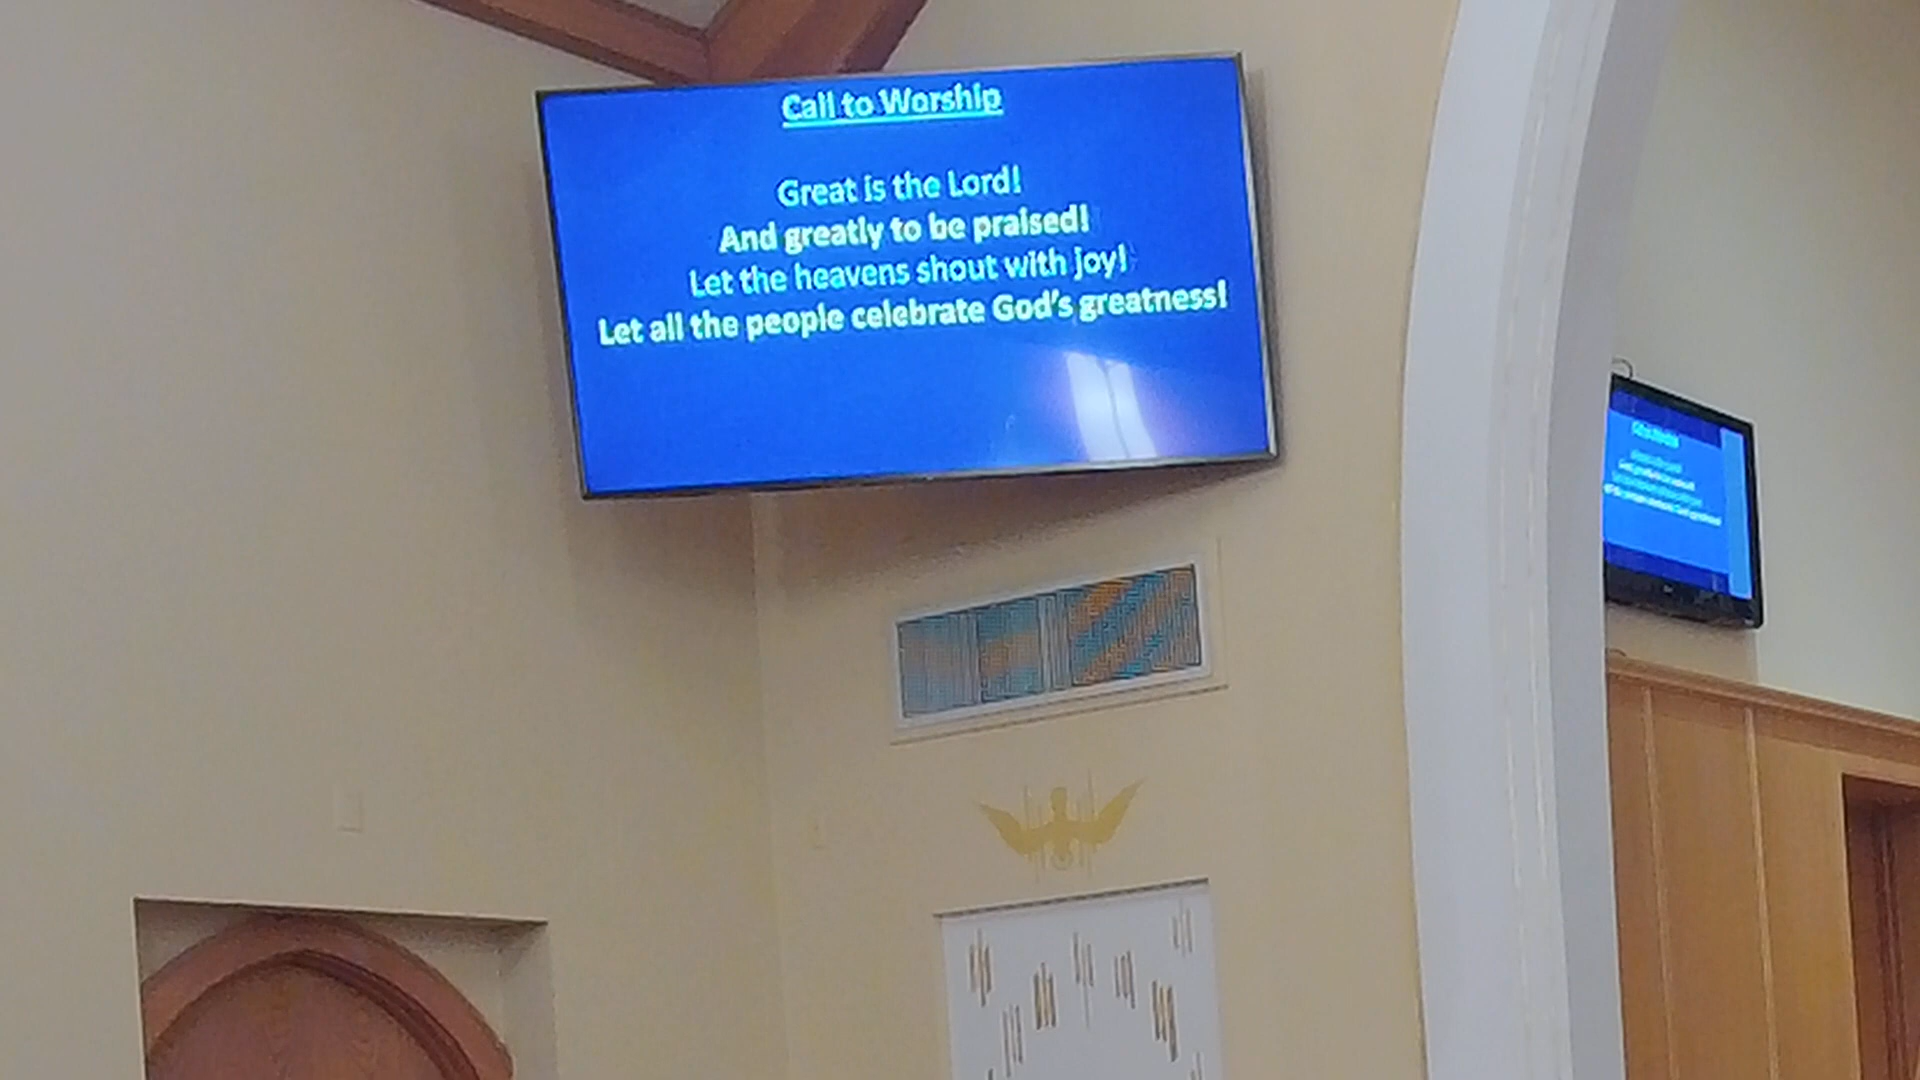 Call to Worship
Great is the Lord!
And greatly to be praised!
Let the heavens shout with joy!
Let all the people celebrate God's greatness!